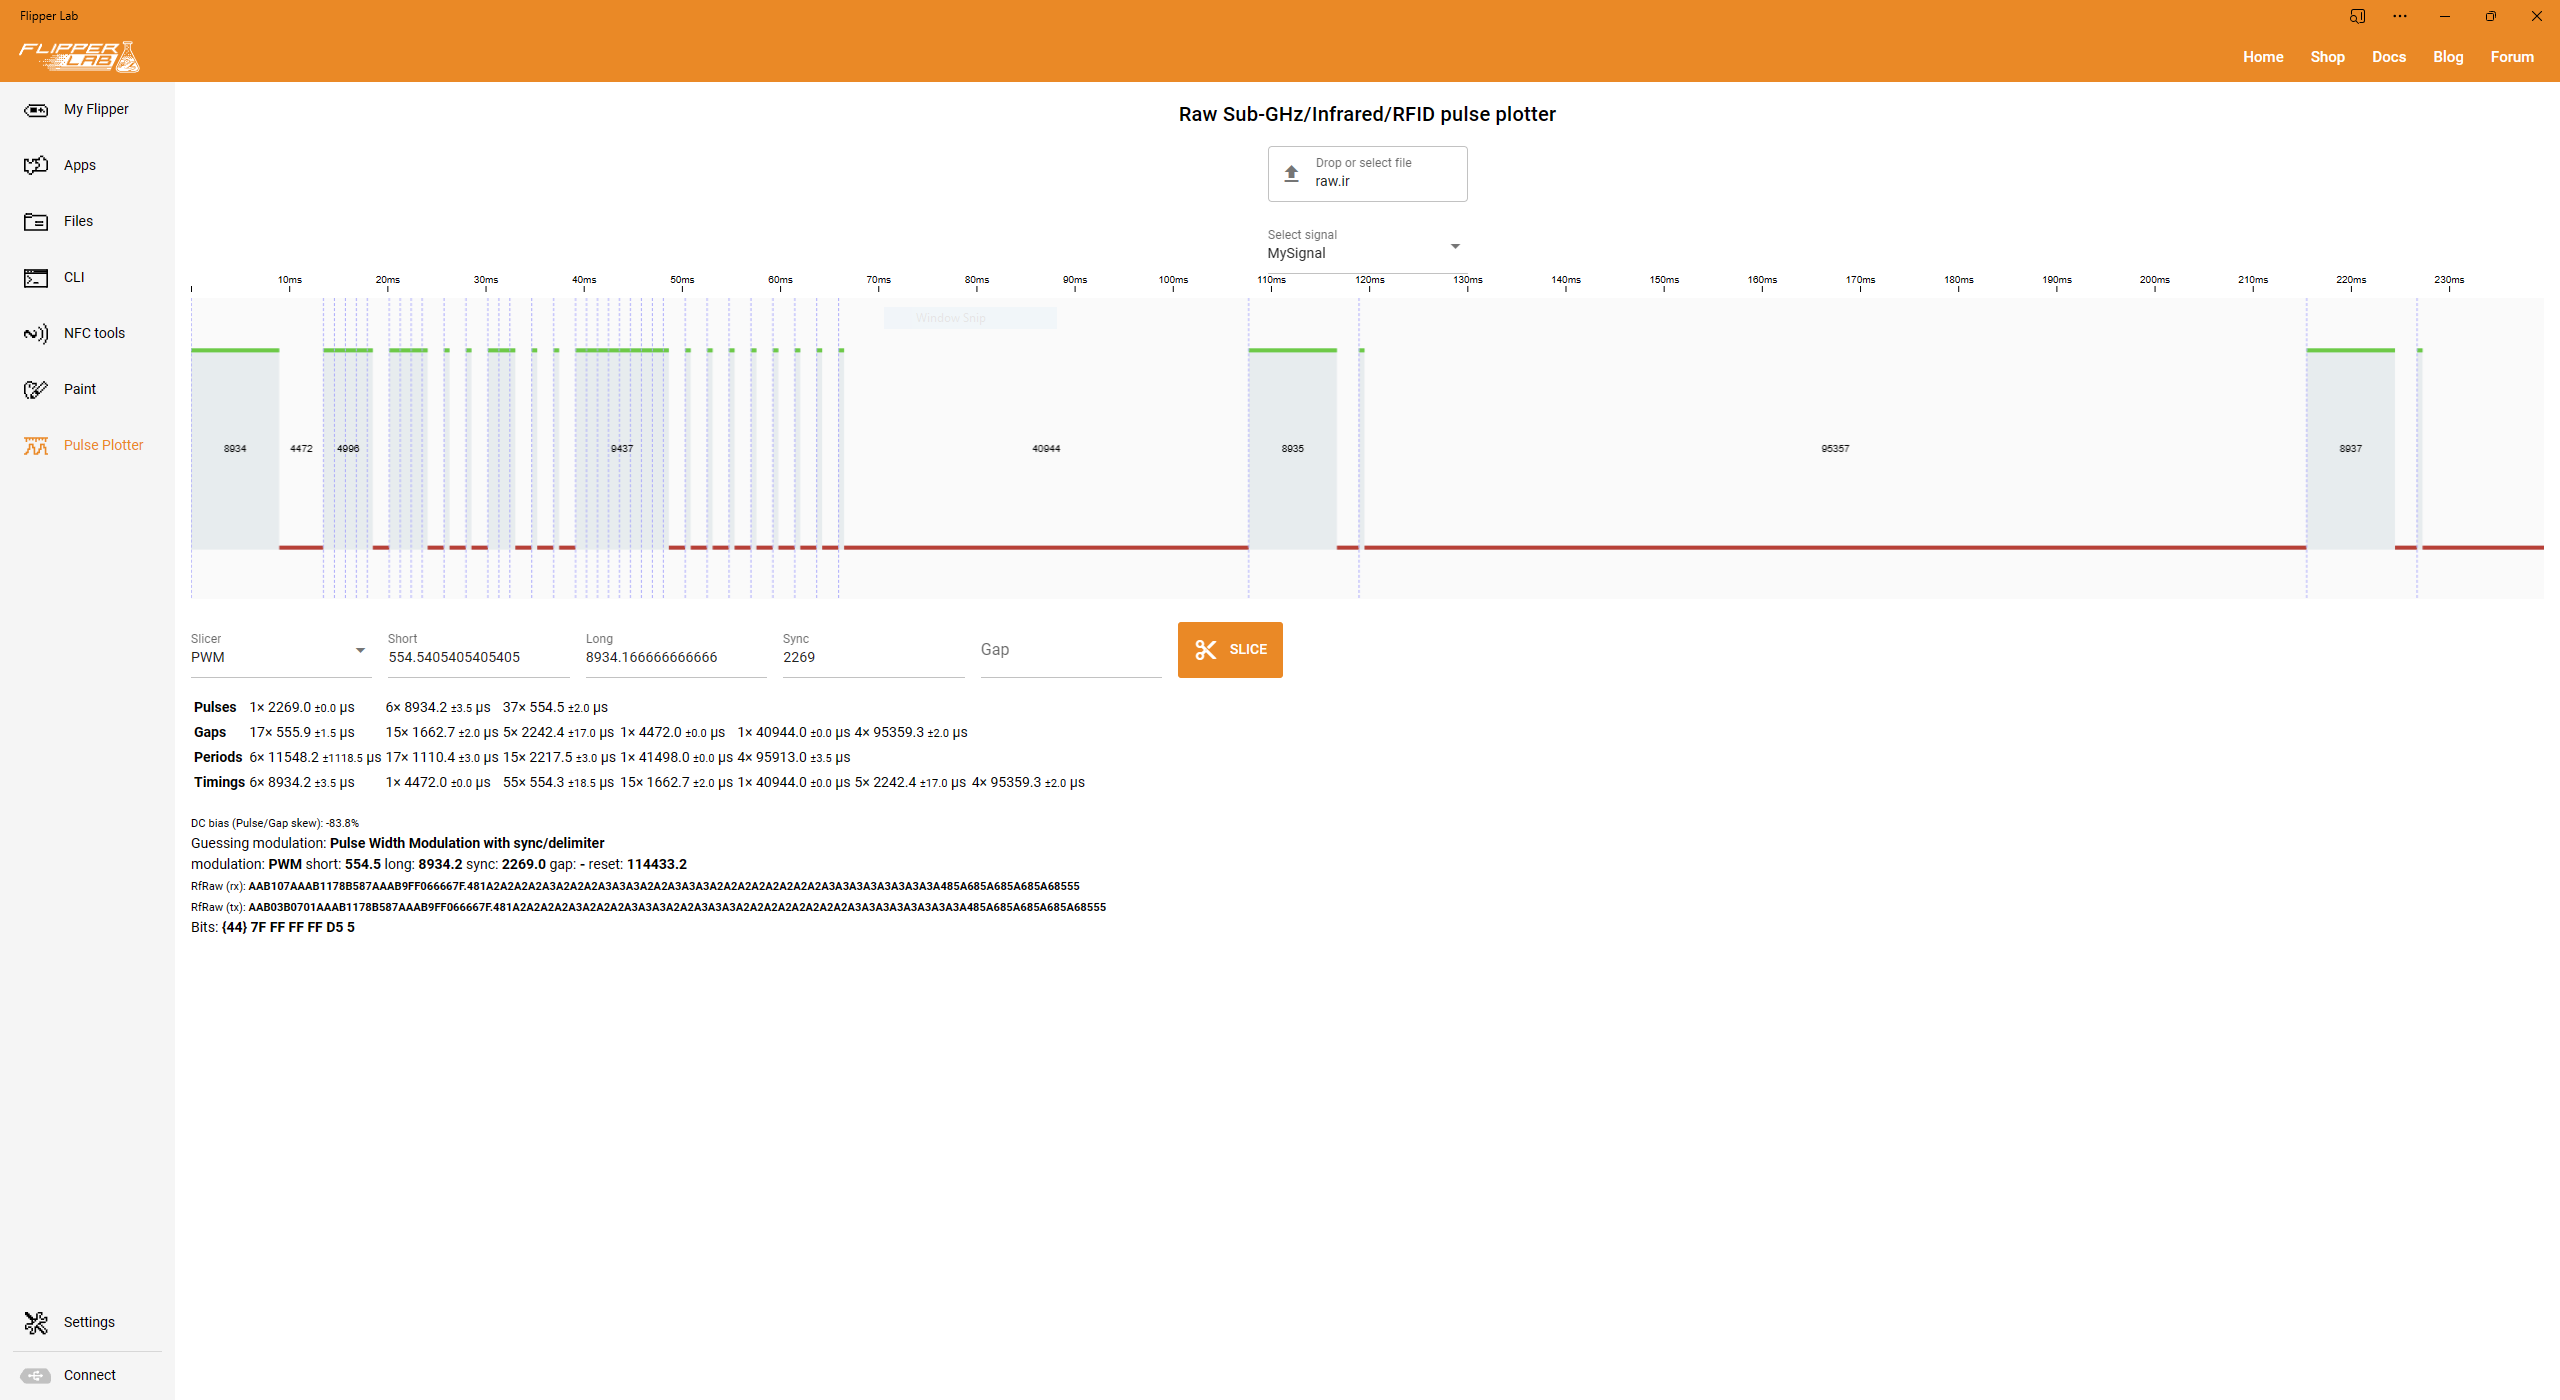 Flipper Lab
FLIPPER LAB
Home Shop Docs Blog Forum
My Flipper
Apps
Files
CLI
NFC tools
Paint
Pulse Plotter
Settings
Connect
Raw Sub-GHz/Infrared/RFID pulse plotter
Drop or select file
raw.ir
Select signal
MySignal
10ms 20ms 30ms 40ms 50ms 60ms 70ms 80ms 90ms 100ms 110ms 120ms 130ms 140ms 150ms 160ms 170ms 180ms 190ms 200ms 210ms 220ms 230ms
Window Snip
8934 4472 4996 9437 40944 8935 95357 8937
Slicer Short Long Sync
PWM 554.5405405405405 8934.166666666666 2269 Gap SLICE
Pulses 1× 2269.0 ±0.0 µs 6× 8934.2 ±3.5 µs 37× 554.5 ±2.0 µs
Gaps 17× 555.9 ±1.5 µs 15× 1662.7 ±2.0 µs 5× 2242.4 ±17.0 µs 1× 4472.0 ±0.0 µs 1× 40944.0 ±0.0 µs 4× 95359.3 ±2.0 µs
Periods 6× 11548.2 ±1118.5 µs 17× 1110.4 ±3.0 µs 15× 2217.5 ±3.0 µs 1× 41498.0 ±0.0 µs 4× 95913.0 ±3.5 µs
Timings 6× 8934.2 ±3.5 µs 1× 4472.0 ±0.0 µs 55× 554.3 ±18.5 µs 15× 1662.7 ±2.0 µs 1× 40944.0 ±0.0 µs 5× 2242.4 ±17.0 µs 4× 95359.3 ±2.0 µs
DC bias (Pulse/Gap skew): -83.8%
Guessing modulation: Pulse Width Modulation with sync/delimiter
modulation: PWM short: 554.5 long: 8934.2 sync: 2269.0 gap: - reset: 114433.2
RfRaw (rx): AAB107AAAB1178B587AAAB9FF066667F.481A2A2A2A2A3A2A2A2A3A3A3A2A2A3A3A3A2A2A2A2A2A2A2A2A3A3A3A3A3A3A3A3A485A685A685A685A68555
RfRaw (tx): AAB03B0701AAAB1178B587AAAB9FF066667F.481A2A2A2A2A3A2A2A2A3A3A3A2A2A3A3A3A2A2A2A2A2A2A2A2A3A3A3A3A3A3A3A3A485A685A685A685A68555
Bits: {44} 7F FF FF FF D5 5